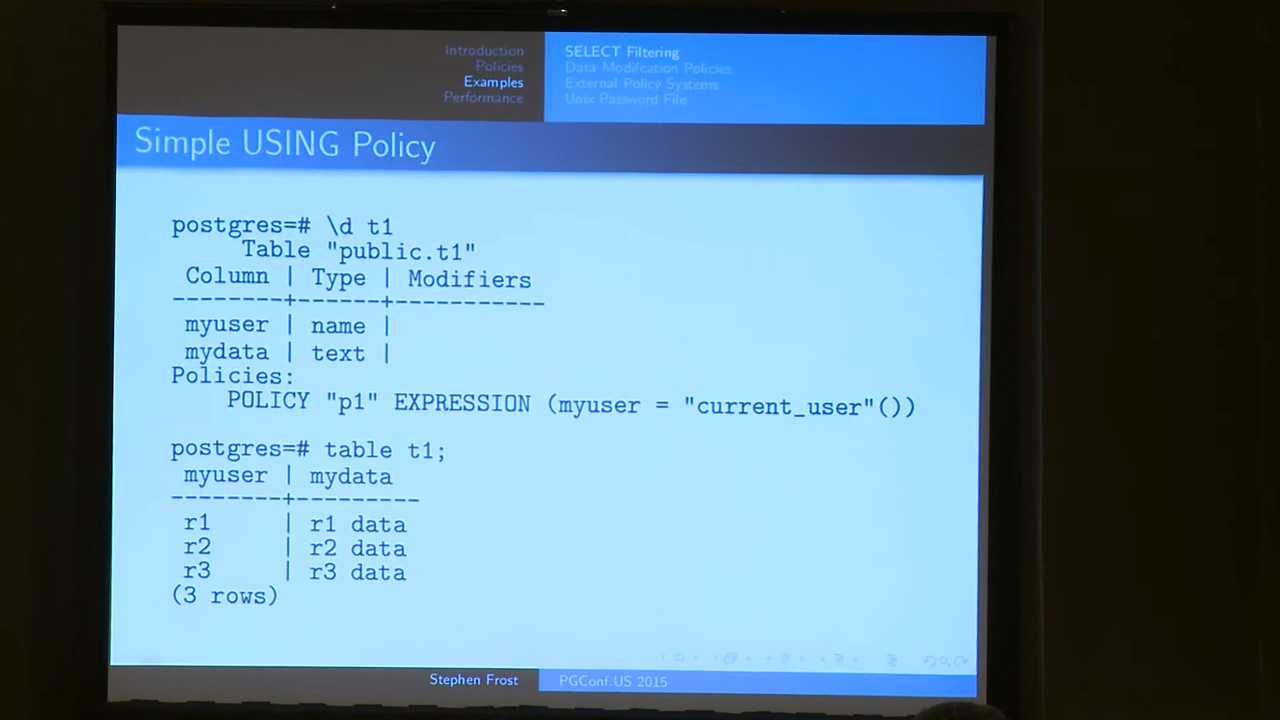 Introduction
Policies
Examples
Performance
SELECT Filtering
Data Modifcation Policies
External Policy Systems
Unix Password File
Simple USING Policy
postgres=# \d t1
Table "public.t1"
Column | Type | Modifiers
--------+------+-----------
myuser | name |
mydata | text |
Policies:
POLICY "p1" EXPRESSION (myuser = "current_user"())
postgres=# table t1;
myuser | mydata
--------+---------
r1 | r1 data
r2 | r2 data
r3 | r3 data
(3 rows)
Stephen Frost
PGConf.US 2015